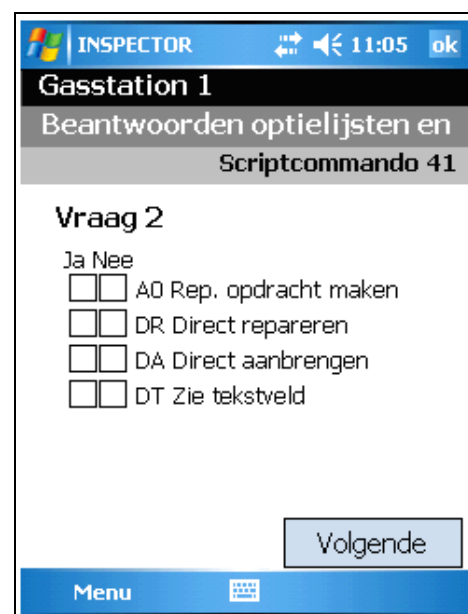 INSPECTOR 11:05 ok
Gasstation 1
Beantwoorden optielijsten en
Scriptcommando 41
Vraag 2
Ja Nee
A0 Rep. opdracht maken
DR Direct repareren
DA Direct aanbrengen
DT Zie tekstveld
Volgende
Menu